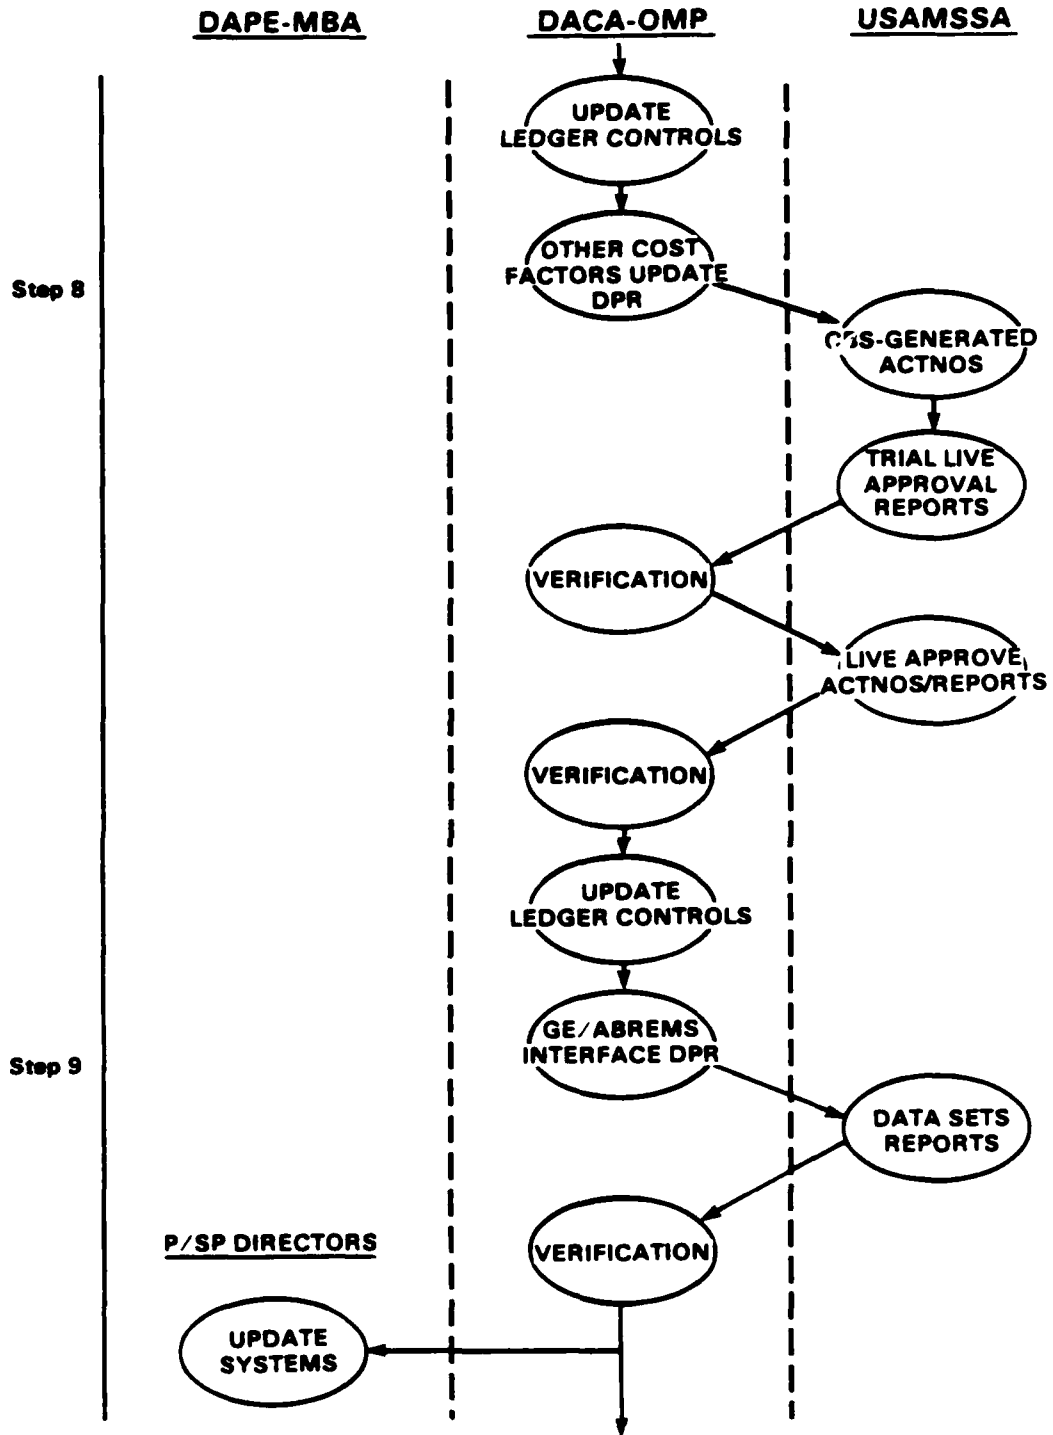 DAPE-MBA
DACA-OMP
USAMSSA
UPDATE
LEDGER CONTROLS
Step 8
OTHER COST
FACTORS UPDATE
DPR
CBS-GENERATED
ACTNOS
TRIAL LIVE
APPROVAL
REPORTS
VERIFICATION
LIVE APPROVE
ACTNOS/REPORTS
VERIFICATION
UPDATE
LEDGER CONTROLS
Step 9
GE/ABREMS
INTERFACE DPR
DATA SETS
REPORTS
VERIFICATION
P/SP DIRECTORS
UPDATE
SYSTEMS